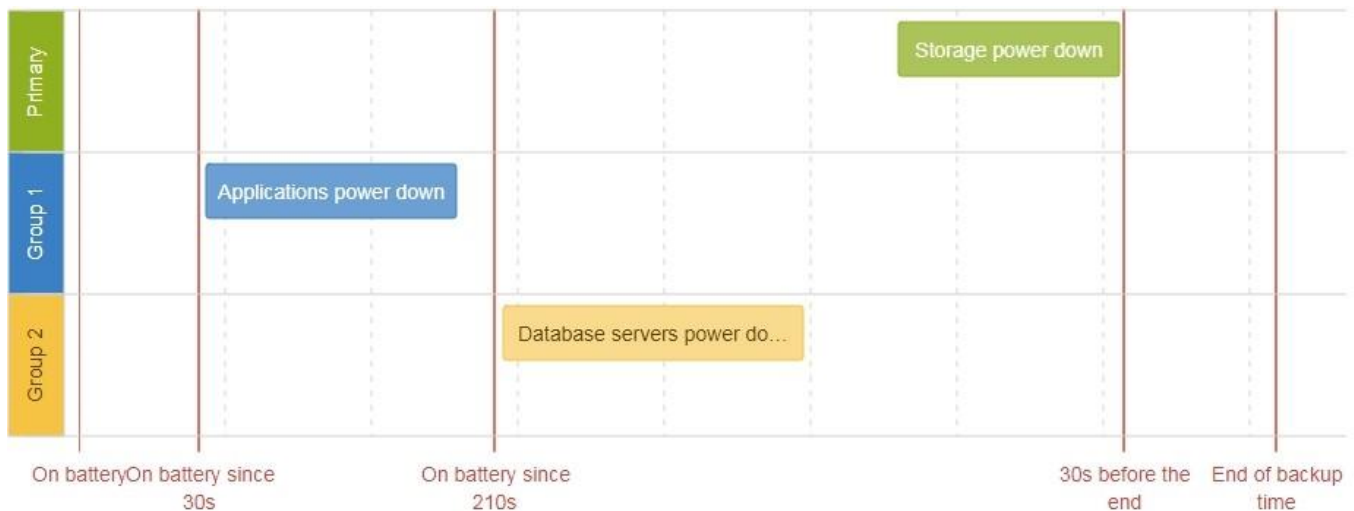 Primary
Storage power down
Group 1
Applications power down
Group 2
Database servers power do...
On battery
On battery since
30s
On battery since
210s
30s before the
end
End of backup
time